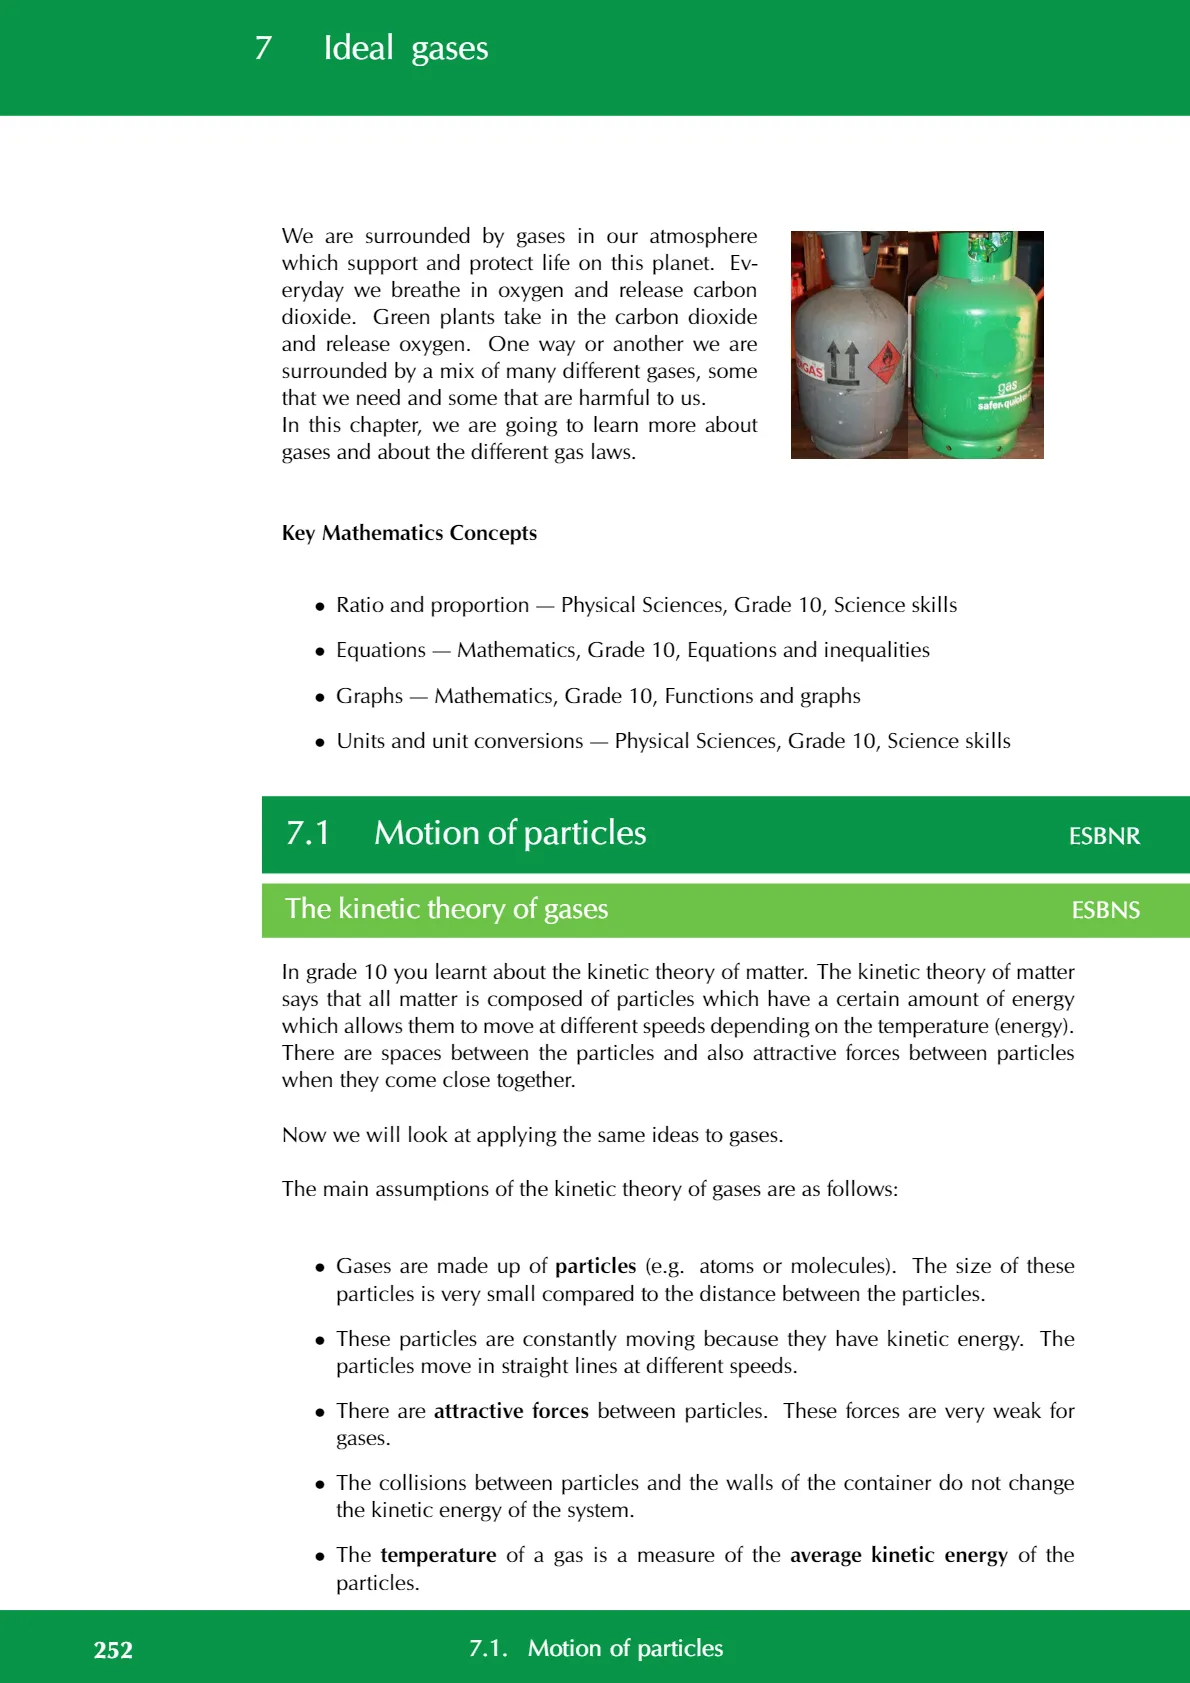 7 Ideal gases
We are surrounded by gases in our atmosphere
which support and protect life on this planet. Ev-
eryday we breathe in oxygen and release carbon
dioxide. Green plants take in the carbon dioxide
and release oxygen. One way or another we are
surrounded by a mix of many different gases, some
that we need and some that are harmful to us.
In this chapter, we are going to learn more about
gases and about the different gas laws.
gas
Key Mathematics Concepts
• Ratio and proportion — Physical Sciences, Grade 10, Science skills
• Equations — Mathematics, Grade 10, Equations and inequalities
• Graphs — Mathematics, Grade 10, Functions and graphs
• Units and unit conversions — Physical Sciences, Grade 10, Science skills
7.1 Motion of particles ESBNR
The kinetic theory of gases ESBNS
In grade 10 you learnt about the kinetic theory of matter. The kinetic theory of matter
says that all matter is composed of particles which have a certain amount of energy
which allows them to move at different speeds depending on the temperature (energy).
There are spaces between the particles and also attractive forces between particles
when they come close together.
Now we will look at applying the same ideas to gases.
The main assumptions of the kinetic theory of gases are as follows:
• Gases are made up of particles (e.g. atoms or molecules). The size of these
particles is very small compared to the distance between the particles.
• These particles are constantly moving because they have kinetic energy. The
particles move in straight lines at different speeds.
• There are attractive forces between particles. These forces are very weak for
gases.
• The collisions between particles and the walls of the container do not change
the kinetic energy of the system.
• The temperature of a gas is a measure of the average kinetic energy of the
particles.
252 7.1. Motion of particles